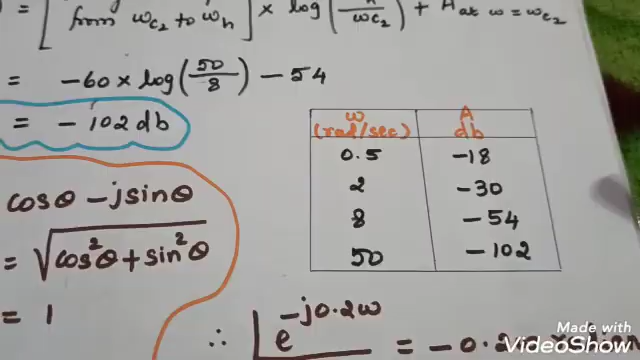 = [ from ωc₂ to ωh ] × log( /ωc₂ ) + A at ω = ωc₂
= −60 × log(50/8) − 54
= −102 db
ω (rad/sec) | A db
0.5 | −18
2 | −30
8 | −54
50 | −102
cosθ − jsinθ
= √(cos²θ + sin²θ)
= 1
∴ ∠e^(−j0.2ω) = −0.2ω ×
Made with
VideoShow